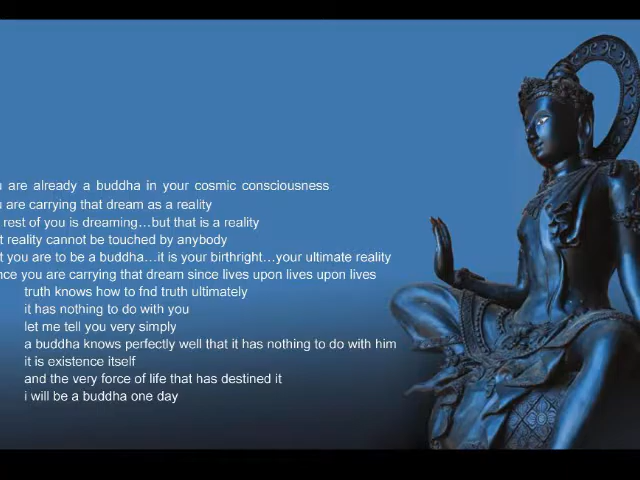 u are already a buddha in your cosmic consciousness
u are carrying that dream as a reality
rest of you is dreaming...but that is a reality
t reality cannot be touched by anybody
t you are to be a buddha...it is your birthright...your ultimate reality
nce you are carrying that dream since lives upon lives upon lives
truth knows how to fnd truth ultimately
it has nothing to do with you
let me tell you very simply
a buddha knows perfectly well that it has nothing to do with him
it is existence itself
and the very force of life that has destined it
i will be a buddha one day